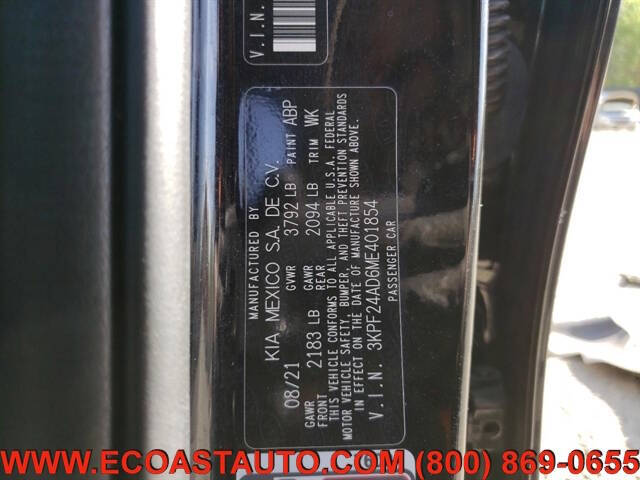 V.I.N.
MANUFACTURED BY
KIA MEXICO S.A. DE C.V.
08/21 GVWR 3792 LB PAINT ABP
GAWR FRONT 2183 LB GAWR REAR 2094 LB TRIM WK
THIS VEHICLE CONFORMS TO ALL APPLICABLE U.S.A. FEDERAL
MOTOR VEHICLE SAFETY, BUMPER, AND THEFT PREVENTION STANDARDS
IN EFFECT ON THE DATE OF MANUFACTURE SHOWN ABOVE.
V.I.N. 3KPF24AD6ME401854
PASSENGER CAR
WWW.ECOASTAUTO.COM (800) 869-0655